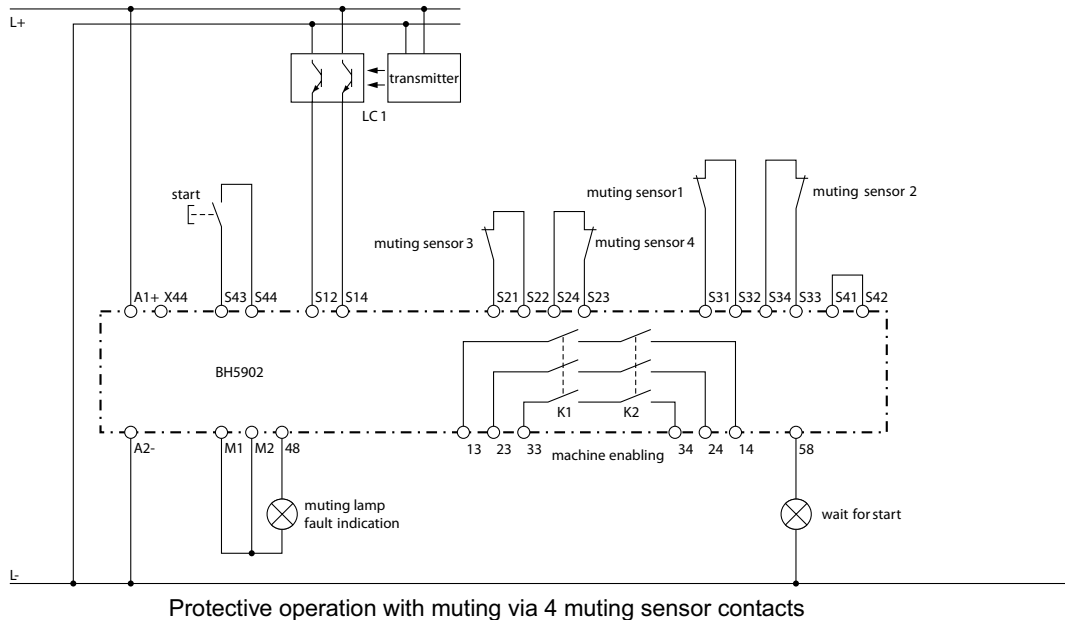 L+
transmitter
LC 1
start
muting sensor1
muting sensor 2
muting sensor 3
muting sensor 4
A1+ X44 S43 S44 S12 S14 S21 S22 S24 S23 S31 S32 S34 S33 S41 S42
BH5902
K1 K2
A2- M1 M2 48 13 23 33 machine enabling 34 24 14 58
muting lamp
fault indication
wait for start
L-
Protective operation with muting via 4 muting sensor contacts